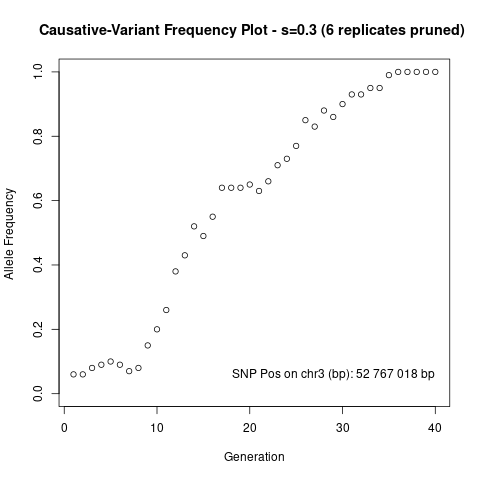 Causative-Variant Frequency Plot - s=0.3 (6 replicates pruned)
1.0
0.8
0.6
0.4
0.2
0.0
Allele Frequency
SNP Pos on chr3 (bp): 52 767 018 bp
0 10 20 30 40
Generation